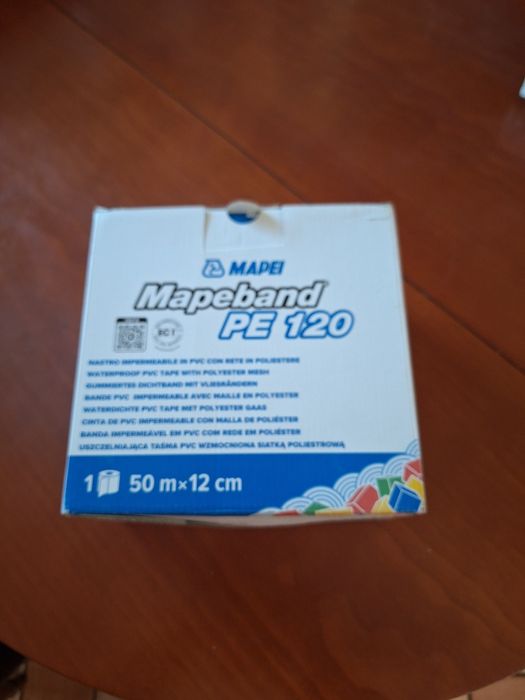 MAPEI
Mapeband
PE 120
EC 1
NASTRO IMPERMEABILE IN PVC CON RETE IN POLIESTERE
WATERPROOF PVC TAPE WITH POLYESTER MESH
GUMMIERTES DICHTBAND MIT VLIESRÄNDERN
BANDE PVC IMPERMEABLE AVEC MAILLE EN POLYESTER
WATERDICHTE PVC TAPE MET POLYESTER GAAS
CINTA DE PVC IMPERMEABLE CON MALLA DE POLIÉSTER
BANDA IMPERMEÁVEL EM PVC COM REDE EM POLIÉSTER
USZCZELNIAJĄCA TAŚMA PVC WZMOCNIONA SIATKĄ POLIESTROWĄ
1 50 m×12 cm